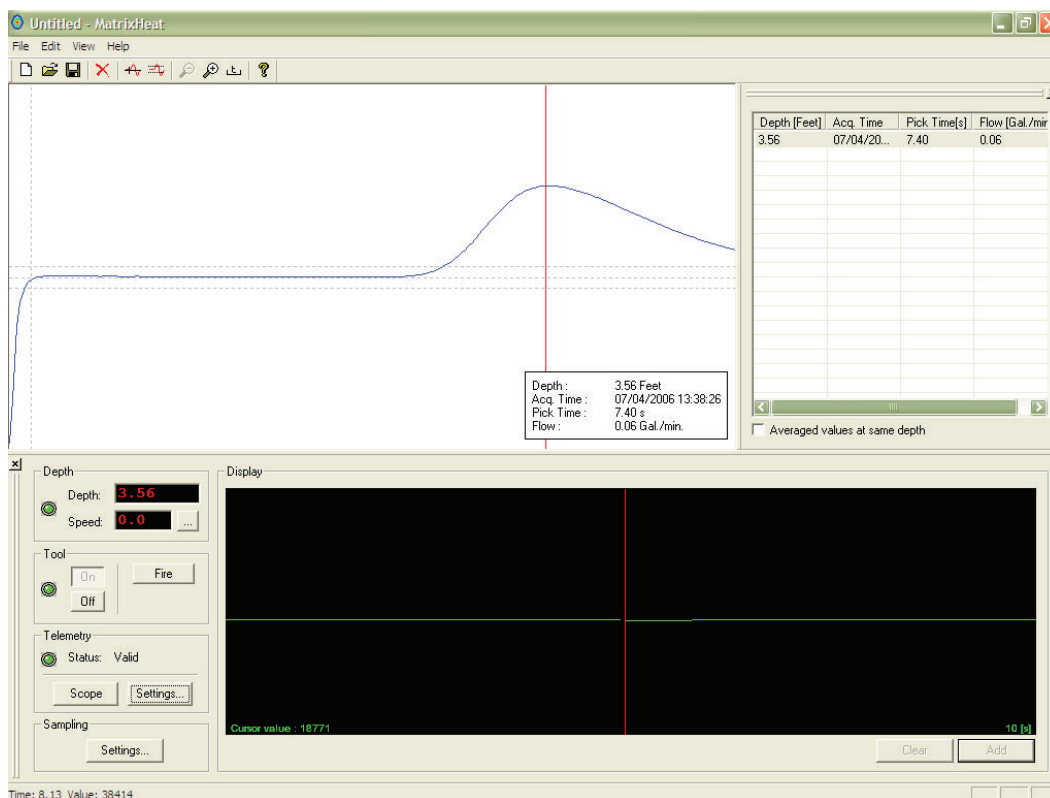 Untitled - MatrixHeat
File Edit View Help
Depth [Feet] Acq. Time Pick Time[s] Flow [Gal./min
3.56 07/04/20... 7.40 0.06
Depth : 3.56 Feet
Acq. Time : 07/04/2006 13:38:26
Pick Time : 7.40 s
Flow : 0.06 Gal./min.
Averaged values at same depth
Depth
Depth: 3.56
Speed: 0.0 ...
Tool
On
Off
Fire
Telemetry
Status: Valid
Scope Settings...
Sampling
Settings...
Display
Cursor value : 18771 10 [s]
Clear Add
Time: 8.13 Value: 38414